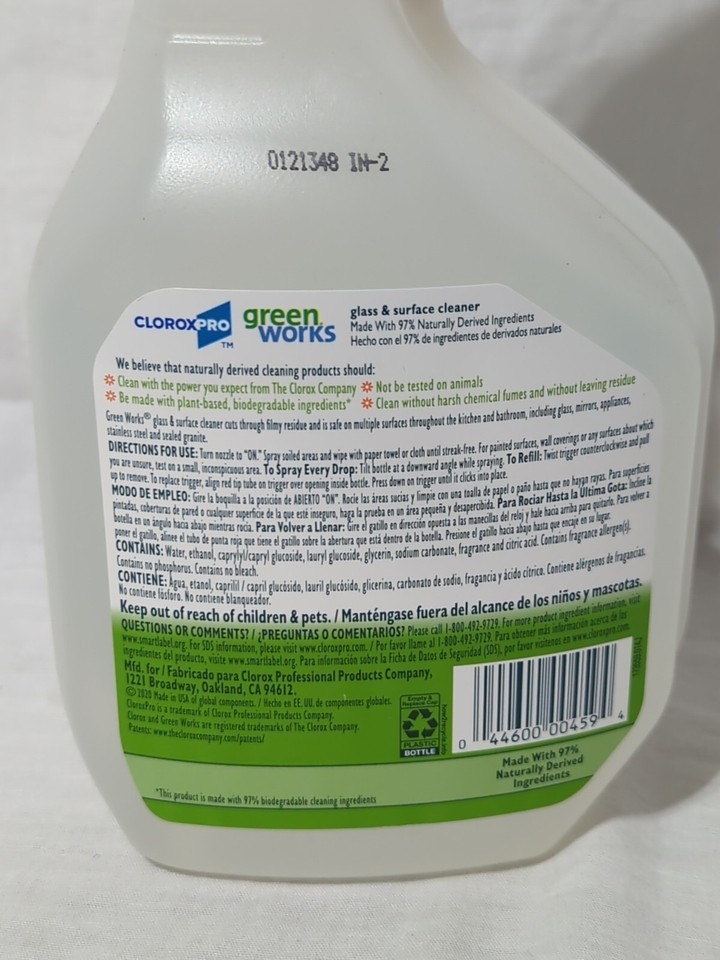 0121348 IN-2
CLOROXPRO™
green works
glass & surface cleaner
Made With 97% Naturally Derived Ingredients
Hecho con el 97% de ingredientes de derivados naturales
We believe that naturally derived cleaning products should:
Clean with the power you expect from The Clorox Company Not be tested on animals
Be made with plant-based, biodegradable ingredients* Clean without harsh chemical fumes and without leaving residue
Green Works® glass & surface cleaner cuts through filmy residue and is safe on multiple surfaces throughout the kitchen and bathroom, including glass, mirrors, appliances,
stainless steel and sealed granite.
DIRECTIONS FOR USE: Turn nozzle to "ON." Spray soiled areas and wipe with paper towel or cloth until streak-free. For painted surfaces, wall coverings or any surfaces about which
you are unsure, test on a small, inconspicuous area. To Spray Every Drop: Tilt bottle at a downward angle while spraying. To Refill: Twist trigger counterclockwise and pull
up to remove. To replace trigger, align red tip tube on trigger over opening inside bottle. Press down on trigger until it clicks into place.
MODO DE EMPLEO: Gire la boquilla a la posición de ABIERTO "ON". Rocíe las áreas sucias y limpie con una toalla de papel o paño hasta que no hayan rayas. Para superficies
pintadas, coberturas de pared o cualquier superficie de la que esté inseguro, haga la prueba en un área pequeña y desapercibida. Para Rociar Hasta la Última Gota: Incline la
botella en un ángulo hacia abajo mientras rocía. Para Volver a Llenar: Gire el gatillo en dirección opuesta a las manecillas del reloj y hale hacia arriba para quitarlo. Para volver a
poner el gatillo, alinee el tubo de punta roja que tiene el gatillo sobre la abertura que está dentro de la botella. Presione el gatillo hacia abajo hasta que encaje en su lugar.
CONTAINS: Water, ethanol, caprylyl/capryl glucoside, lauryl glucoside, glycerin, sodium carbonate, fragrance and citric acid. Contains fragrance allergen(s).
Contains no phosphorus. Contains no bleach.
CONTIENE: Agua, etanol, caprilil / capril glucósido, lauril glucósido, glicerina, carbonato de sodio, fragancia y ácido cítrico. Contiene alérgenos de fragancias.
No contiene fósforo. No contiene blanqueador.
Keep out of reach of children & pets. / Manténgase fuera del alcance de los niños y mascotas.
QUESTIONS OR COMMENTS? / ¿PREGUNTAS O COMENTARIOS? Please call 1-800-492-9729. For more product ingredient information, visit
www.smartlabel.org. For SDS information, please visit www.cloroxpro.com. / Por favor llame al 1-800-492-9729. Para obtener más información acerca de los
ingredientes del producto, visite www.smartlabel.org. Para información sobre la Ficha de Datos de Seguridad (SDS), por favor visítenos en www.cloroxpro.com.
Mfd. for / Fabricado para Clorox Professional Products Company,
1221 Broadway, Oakland, CA 94612.
©2020 Made in USA of global components. / Hecho en EE. UU. de componentes globales.
CloroxPro is a trademark of Clorox Professional Products Company.
Clorox and Green Works are registered trademarks of The Clorox Company.
Patents: www.thecloroxcompany.com/patents/
Empty &
Replace Cap
PLASTIC
BOTTLE
how2recycle.info
0 44600 00459 4
Made With 97%
Naturally Derived
Ingredients
*This product is made with 97% biodegradable cleaning ingredients